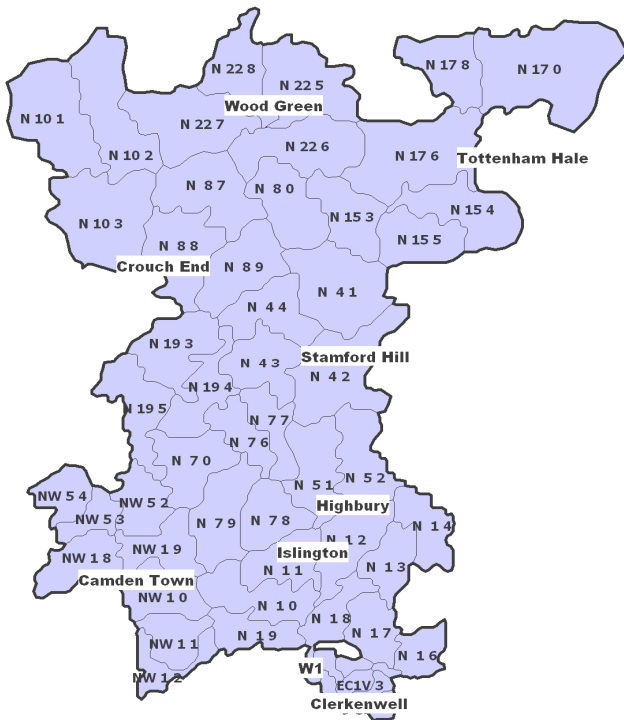 N 22 8
N 17 8
N 17 0
N 22 5
Wood Green
N 10 1
N 22 7
N 22 6
N 10 2
N 17 6
Tottenham Hale
N 8 7
N 8 0
N 10 3
N 15 3
N 15 4
N 8 8
N 15 5
Crouch End
N 8 9
N 4 1
N 4 4
N 19 3
Stamford Hill
N 4 3
N 4 2
N 19 4
N 19 5
N 7 7
N 7 6
N 7 0
N 5 1
N 5 2
NW 5 4
NW 5 2
Highbury
NW 5 3
N 7 9
N 7 8
N 1 4
N 1 2
NW 1 9
Islington
NW 1 8
N 1 1
N 1 3
Camden Town
NW 1 0
N 1 0
N 1 8
N 1 9
N 1 7
NW 1 1
N 1 6
W1
NW 1 2
EC1V 3
Clerkenwell